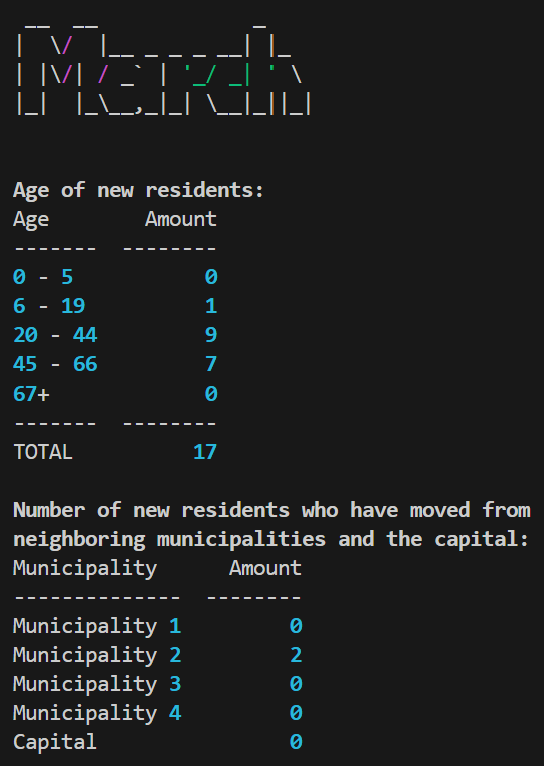 March
Age of new residents:
Age Amount
------- --------
0 - 5 0
6 - 19 1
20 - 44 9
45 - 66 7
67+ 0
------- --------
TOTAL 17
Number of new residents who have moved from
neighboring municipalities and the capital:
Municipality Amount
-------------- --------
Municipality 1 0
Municipality 2 2
Municipality 3 0
Municipality 4 0
Capital 0